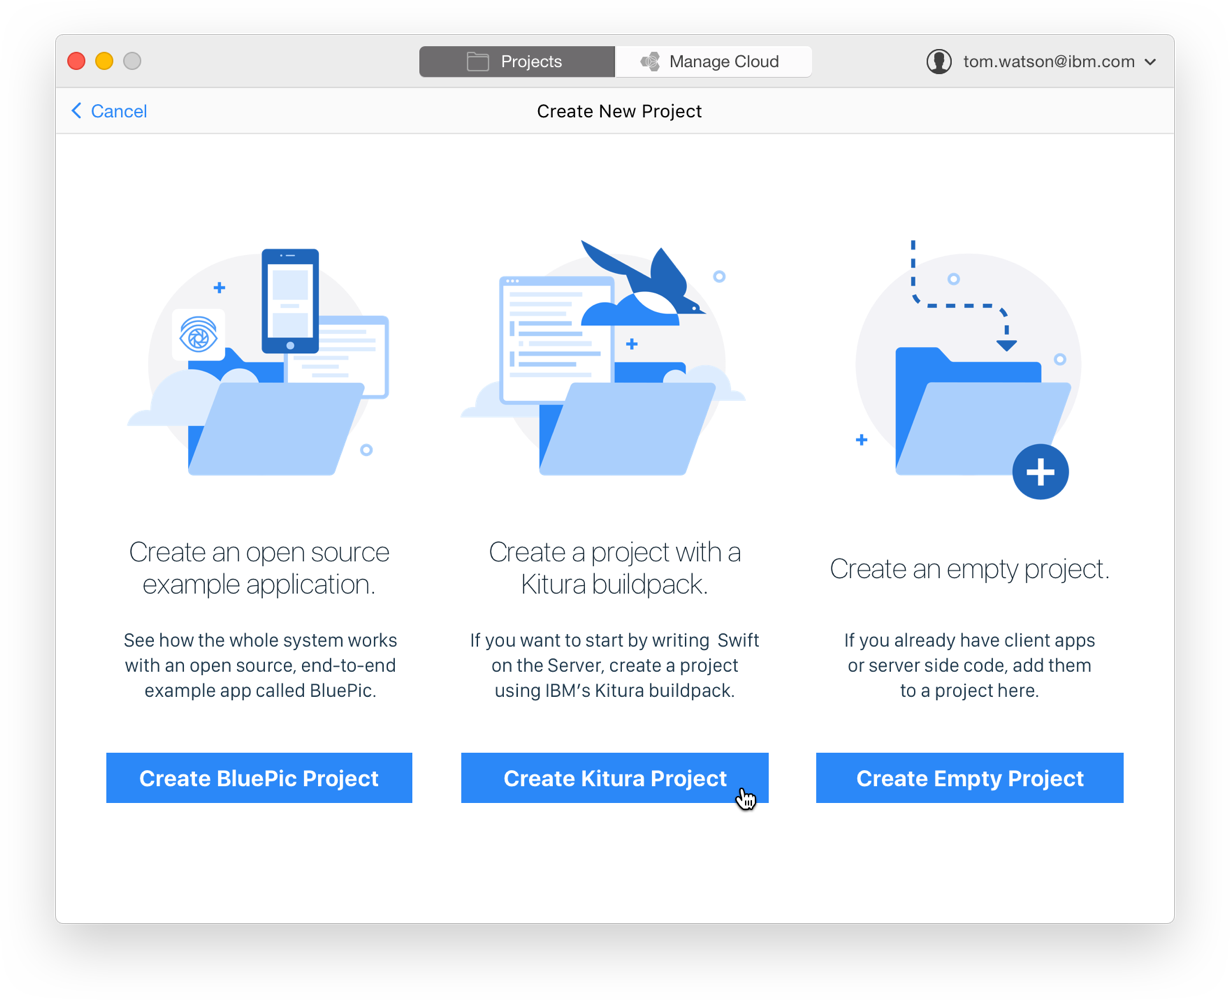 Projects
Manage Cloud
tom.watson@ibm.com
Cancel
Create New Project
Create an open source
example application.
See how the whole system works
with an open source, end-to-end
example app called BluePic.
Create BluePic Project
Create a project with a
Kitura buildpack.
If you want to start by writing Swift
on the Server, create a project
using IBM’s Kitura buildpack.
Create Kitura Project
Create an empty project.
If you already have client apps
or server side code, add them
to a project here.
Create Empty Project